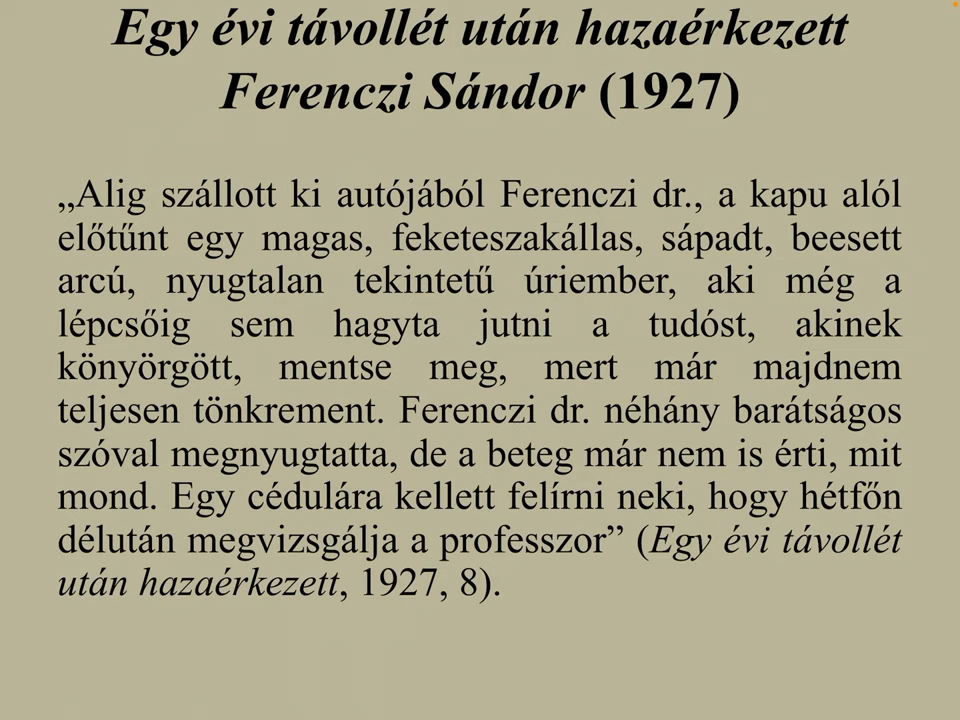 Egy évi távollét után hazaérkezett
Ferenczi Sándor (1927)
„Alig szállott ki autójából Ferenczi dr., a kapu alól
előtűnt egy magas, feketeszakállas, sápadt, beesett
arcú, nyugtalan tekintetű úriember, aki még a
lépcsőig sem hagyta jutni a tudóst, akinek
könyörgött, mentse meg, mert már majdnem
teljesen tönkrement. Ferenczi dr. néhány barátságos
szóval megnyugtatta, de a beteg már nem is érti, mit
mond. Egy cédulára kellett felírni neki, hogy hétfőn
délután megvizsgálja a professzor” (Egy évi távollét
után hazaérkezett, 1927, 8).